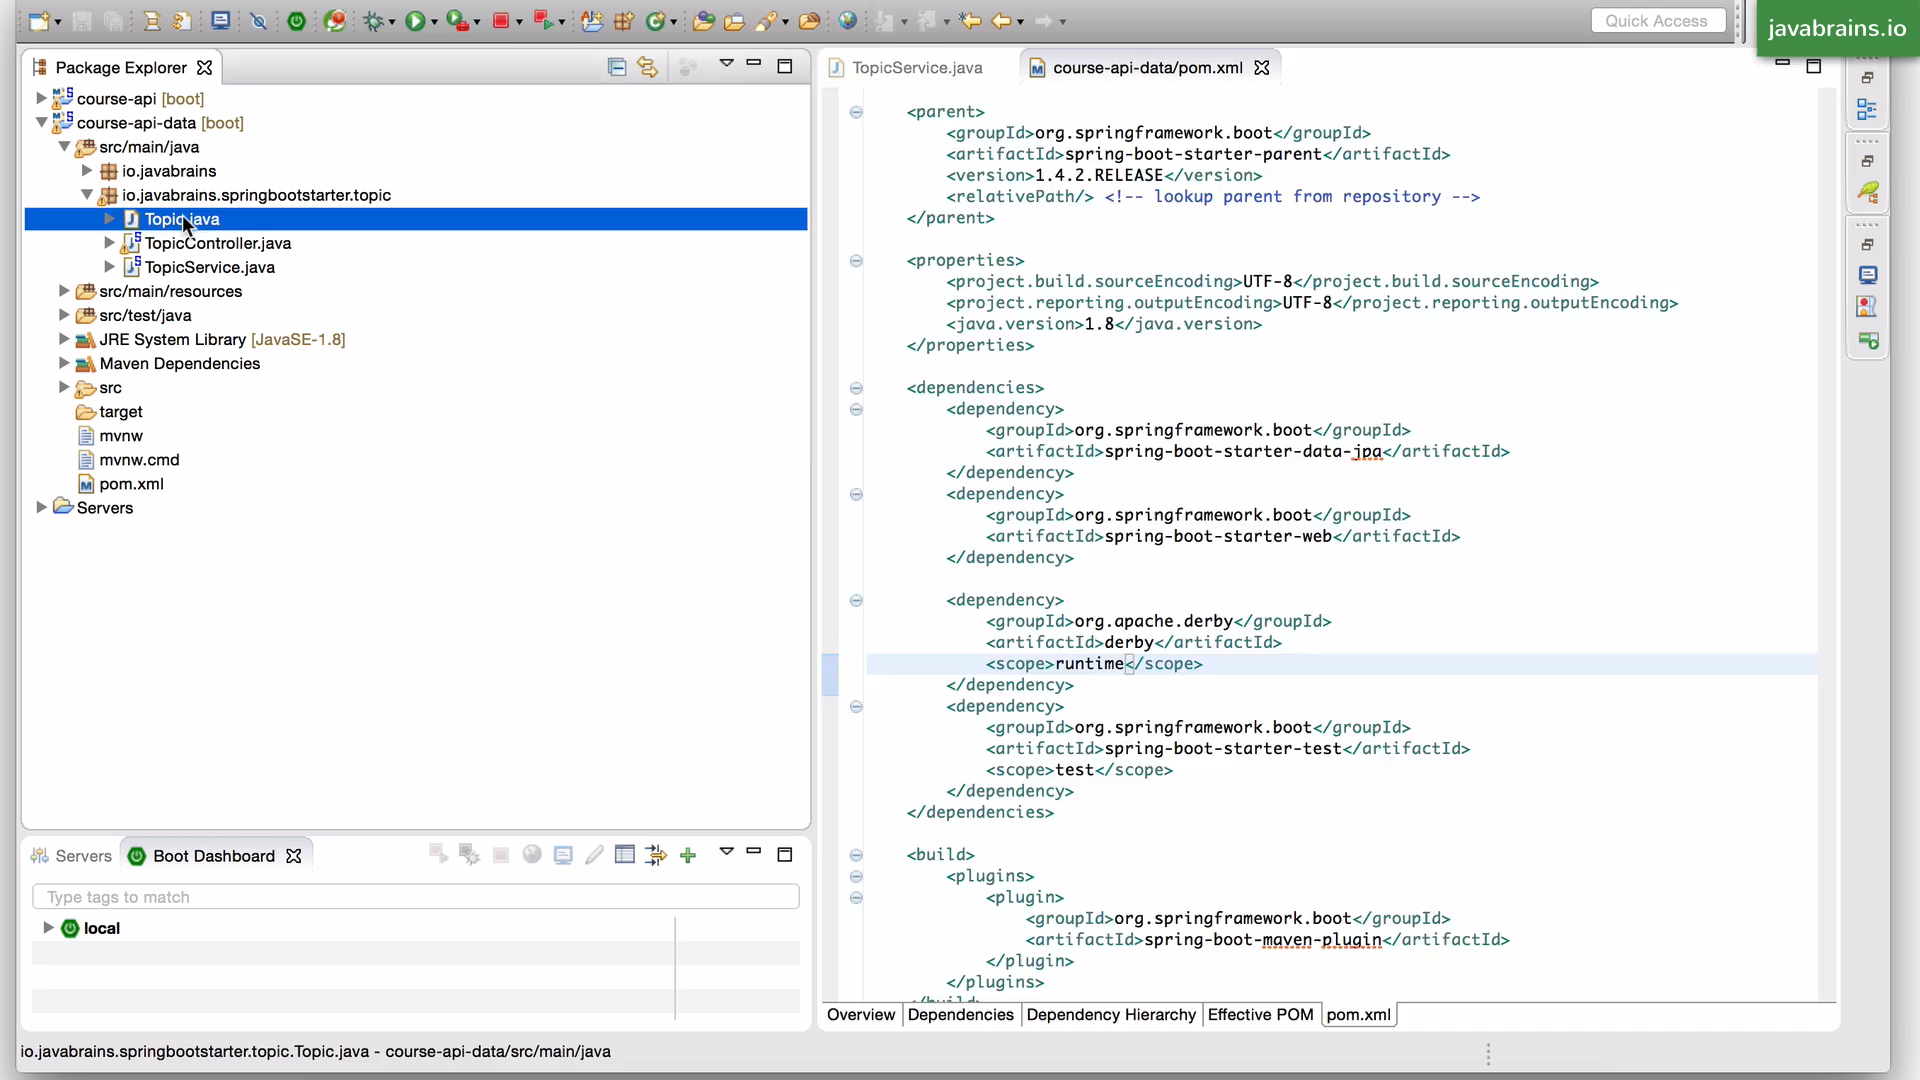 Quick Access
javabrains.io
Package Explorer
course-api [boot]
course-api-data [boot]
src/main/java
io.javabrains
io.javabrains.springbootstarter.topic
Topic.java
TopicController.java
TopicService.java
src/main/resources
src/test/java
JRE System Library [JavaSE-1.8]
Maven Dependencies
src
target
mvnw
mvnw.cmd
pom.xml
Servers
TopicService.java
course-api-data/pom.xml
<parent>
<groupId>org.springframework.boot</groupId>
<artifactId>spring-boot-starter-parent</artifactId>
<version>1.4.2.RELEASE</version>
<relativePath/> <!-- lookup parent from repository -->
</parent>
<properties>
<project.build.sourceEncoding>UTF-8</project.build.sourceEncoding>
<project.reporting.outputEncoding>UTF-8</project.reporting.outputEncoding>
<java.version>1.8</java.version>
</properties>
<dependencies>
<dependency>
<groupId>org.springframework.boot</groupId>
<artifactId>spring-boot-starter-data-jpa</artifactId>
</dependency>
<dependency>
<groupId>org.springframework.boot</groupId>
<artifactId>spring-boot-starter-web</artifactId>
</dependency>
<dependency>
<groupId>org.apache.derby</groupId>
<artifactId>derby</artifactId>
<scope>runtime</scope>
</dependency>
<dependency>
<groupId>org.springframework.boot</groupId>
<artifactId>spring-boot-starter-test</artifactId>
<scope>test</scope>
</dependency>
</dependencies>
<build>
<plugins>
<plugin>
<groupId>org.springframework.boot</groupId>
<artifactId>spring-boot-maven-plugin</artifactId>
</plugin>
</plugins>
</build>
Overview
Dependencies
Dependency Hierarchy
Effective POM
pom.xml
Servers
Boot Dashboard
Type tags to match
local
io.javabrains.springbootstarter.topic.Topic.java - course-api-data/src/main/java